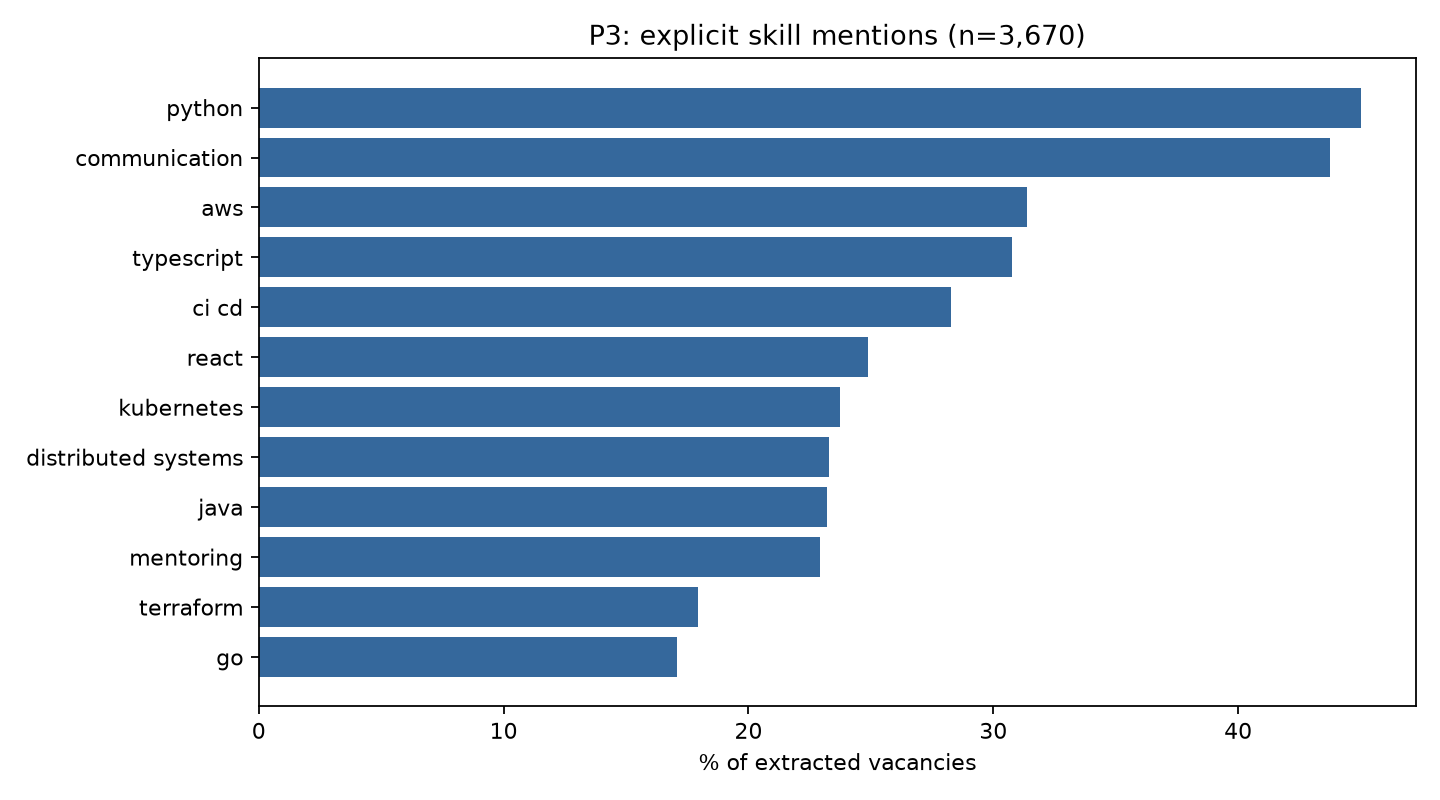 P3: explicit skill mentions (n=3,670)
python
communication
aws
typescript
ci cd
react
kubernetes
distributed systems
java
mentoring
terraform
go
0 10 20 30 40
% of extracted vacancies